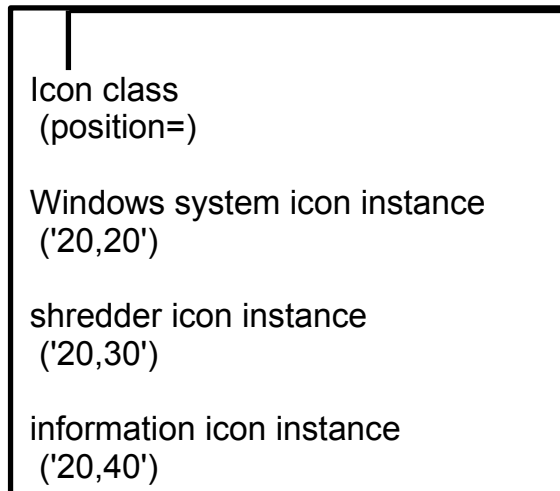 Icon class
(position=)
Windows system icon instance
('20,20')
shredder icon instance
('20,30')
information icon instance
('20,40')